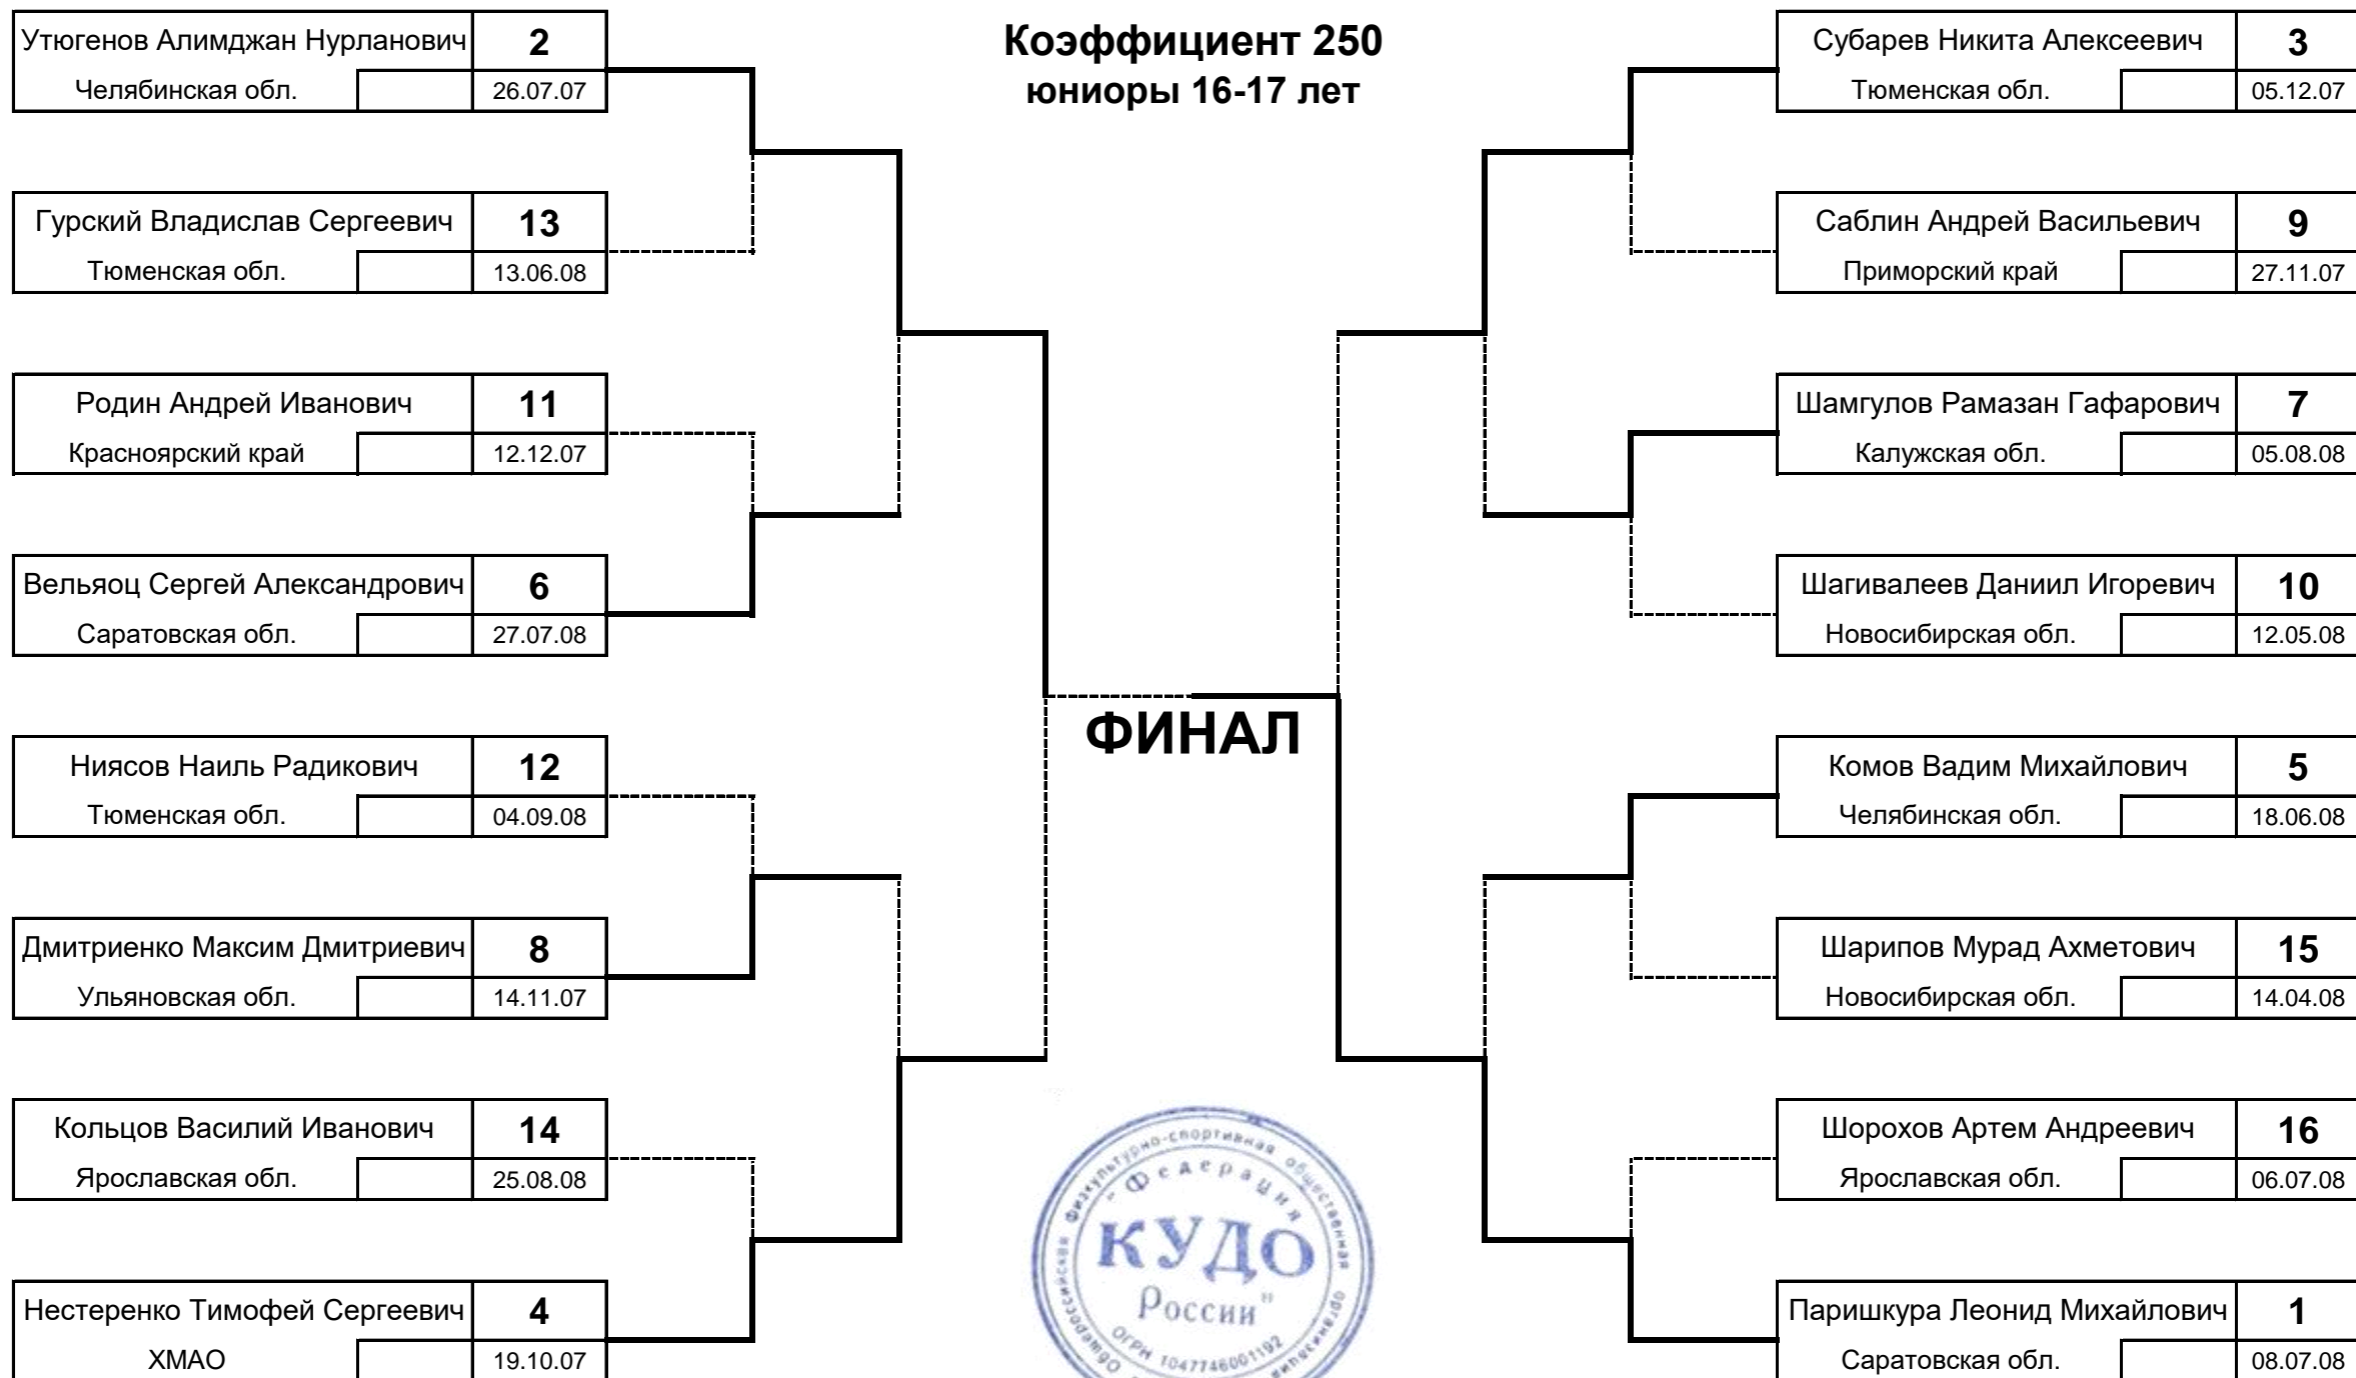 Коэффициент 250
юниоры 16-17 лет
Утюгенов Алимджан Нурланович 2
Челябинская обл. 26.07.07
Гурский Владислав Сергеевич 13
Тюменская обл. 13.06.08
Родин Андрей Иванович 11
Красноярский край 12.12.07
Вельяоц Сергей Александрович 6
Саратовская обл. 27.07.08
Ниясов Наиль Радикович 12
Тюменская обл. 04.09.08
Дмитриенко Максим Дмитриевич 8
Ульяновская обл. 14.11.07
Кольцов Василий Иванович 14
Ярославская обл. 25.08.08
Нестеренко Тимофей Сергеевич 4
ХМАО 19.10.07
ФИНАЛ
Субарев Никита Алексеевич 3
Тюменская обл. 05.12.07
Саблин Андрей Васильевич 9
Приморский край 27.11.07
Шамгулов Рамазан Гафарович 7
Калужская обл. 05.08.08
Шагивалеев Даниил Игоревич 10
Новосибирская обл. 12.05.08
Комов Вадим Михайлович 5
Челябинская обл. 18.06.08
Шарипов Мурад Ахметович 15
Новосибирская обл. 14.04.08
Шорохов Артем Андреевич 16
Ярославская обл. 06.07.08
Паришкура Леонид Михайлович 1
Саратовская обл. 08.07.08
Общероссийская физкультурно-спортивная общественная организация
"Федерация
КУДО
России"
ОГРН 1047746001192